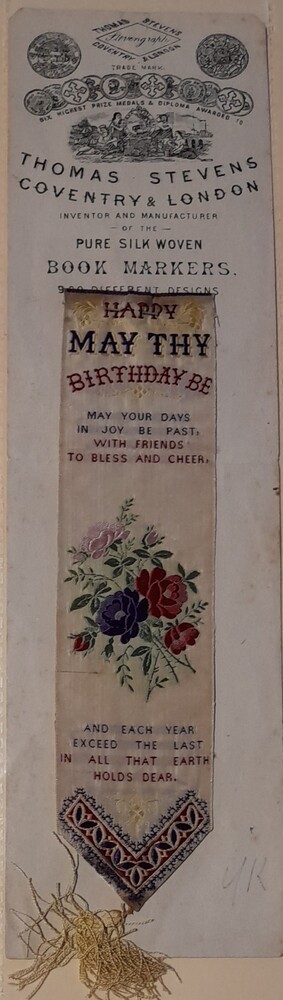 THOMAS STEVENS
Stevengraph
COVENTRY & LONDON
TRADE MARK
SIX HIGHEST PRIZE MEDALS & DIPLOMA AWARDED TO
THOMAS STEVENS
COVENTRY & LONDON
INVENTOR AND MANUFACTURER
— OF THE —
PURE SILK WOVEN
BOOK MARKERS.
900 DIFFERENT DESIGNS
HAPPY
MAY THY
BIRTHDAY BE
MAY YOUR DAYS
IN JOY BE PAST,
WITH FRIENDS
TO BLESS AND CHEER,
AND EACH YEAR
EXCEED THE LAST
IN ALL THAT EARTH
HOLDS DEAR.